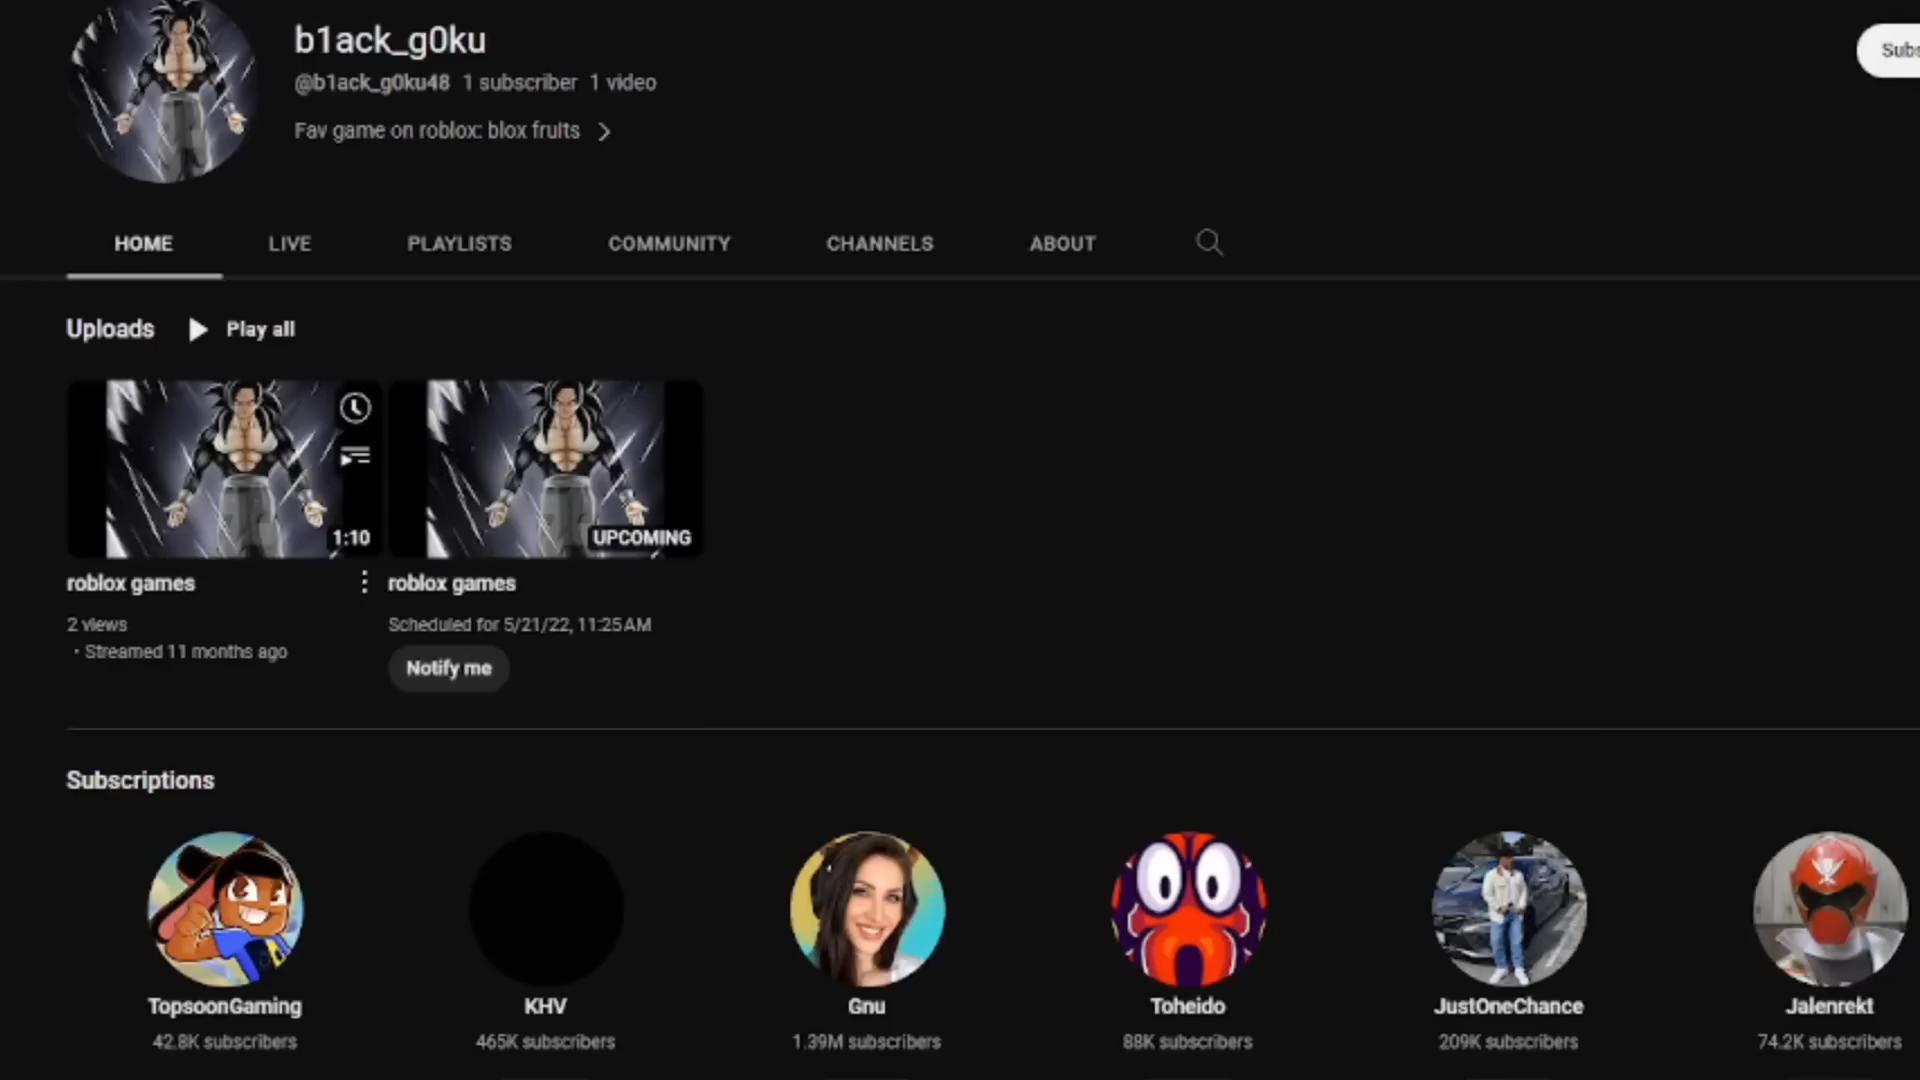 b1ack_g0ku
@b1ack_g0ku48 1 subscriber 1 video
Fav game on roblox: blox fruits
Subs
HOME LIVE PLAYLISTS COMMUNITY CHANNELS ABOUT
Uploads Play all
1:10
UPCOMING
roblox games
2 views
• Streamed 11 months ago
roblox games
Scheduled for 5/21/22, 11:25 AM
Notify me
Subscriptions
TopsoonGaming
42.8K subscribers
KHV
465K subscribers
Gnu
1.39M subscribers
Toheido
88K subscribers
JustOneChance
209K subscribers
Jalenrekt
74.2K subscribers